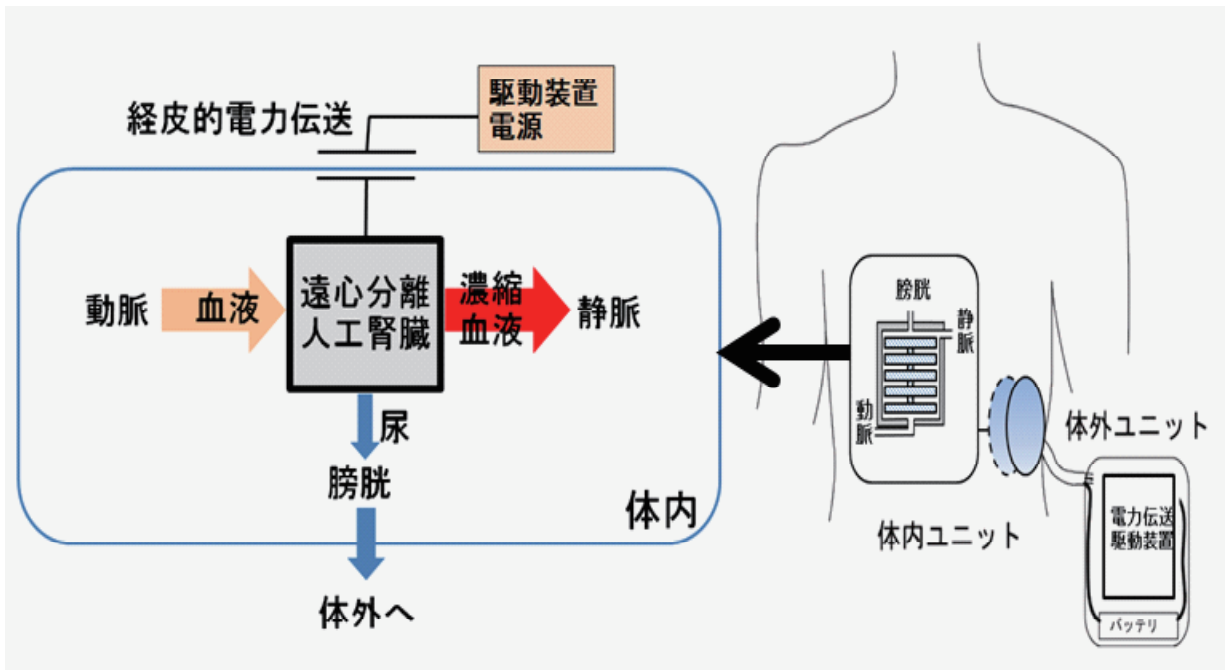 経皮的電力伝送
駆動装置
電源
動脈
血液
遠心分離
人工腎臓
濃縮
血液
静脈
尿
膀胱
体内
体外へ
膀胱
静脈
動脈
体内ユニット
体外ユニット
電力伝送
駆動装置
バッテリ